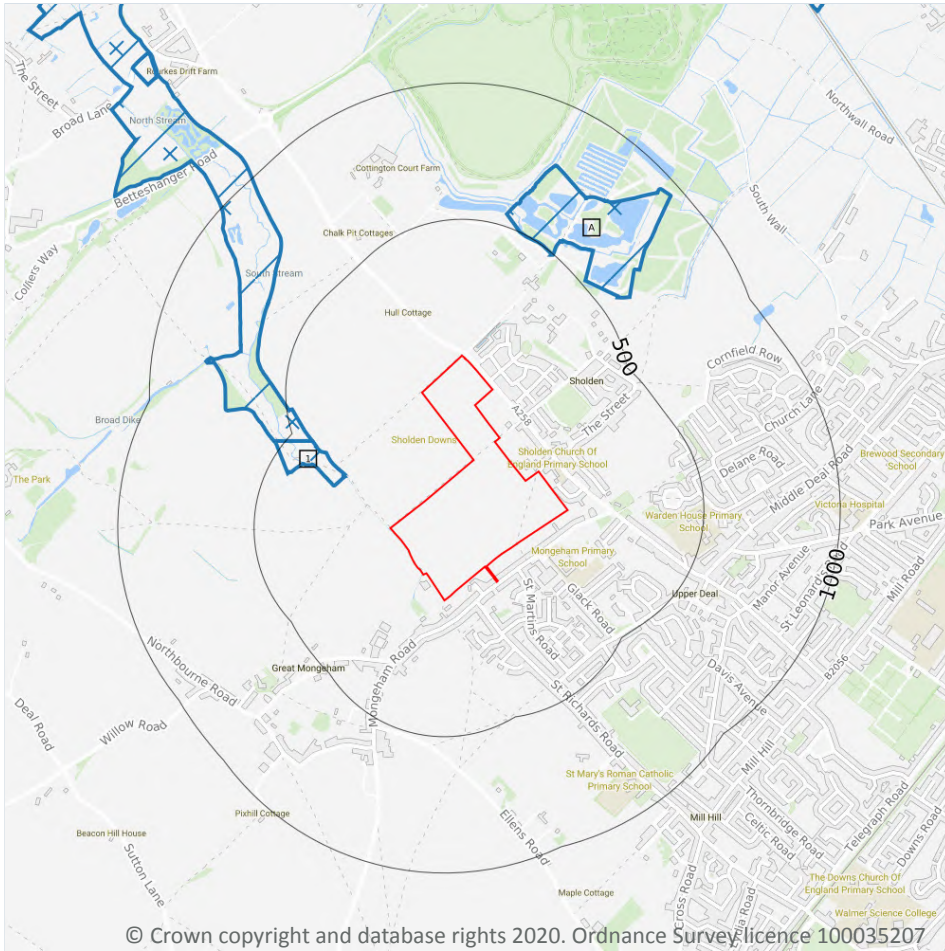 Rourkes Drift Farm
The Street
Broad Lane
North Stream
Betteshanger Road
Colliers Way
Cottington Court Farm
Northwall Road
South Wall
Chalk Pit Cottages
A
South Stream
Hull Cottage
500
Cornfield Row
Sholden
Church Lane
The Street
A258
Broad Dike
Sholden Downs
Sholden Church Of
England Primary School
Delane Road
Middle Deal Road
Brewood Secondary
School
1
The Park
Warden House Primary
School
Victoria Hospital
Park Avenue
Mongeham Primary
School
1000
Manor Avenue
St Leonards Road
Mill Road
Upper Deal
Glack Road
St Martins Road
Northbourne Road
Great Mongeham
Mongeham Road
Davis Avenue
B2056
Deal Road
Willow Road
St Richards Road
Mill Hill
St Mary's Roman Catholic
Primary School
Pixhill Cottage
Ellens Road
Mill Hill
Thornbridge Road
Celtic Road
Telegraph Road
Downs Road
Beacon Hill House
Sutton Lane
Maple Cottage
Cross Road
The Downs Church Of
England Primary School
Walmer Science College
© Crown copyright and database rights 2020. Ordnance Survey licence 100035207